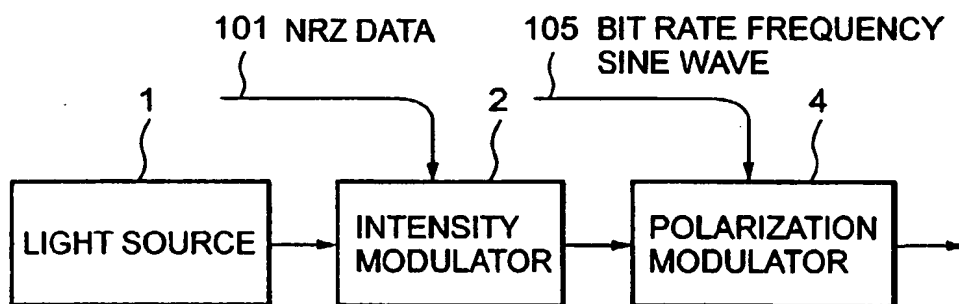 101 NRZ DATA
105 BIT RATE FREQUENCY
SINE WAVE
1
2
4
LIGHT SOURCE
INTENSITY
MODULATOR
POLARIZATION
MODULATOR